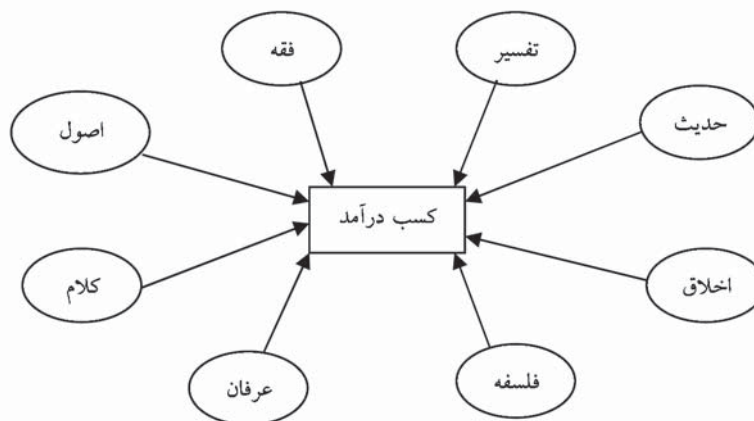 تفسیر
فقه
حدیث
اصول
کسب درآمد
اخلاق
کلام
فلسفه
عرفان